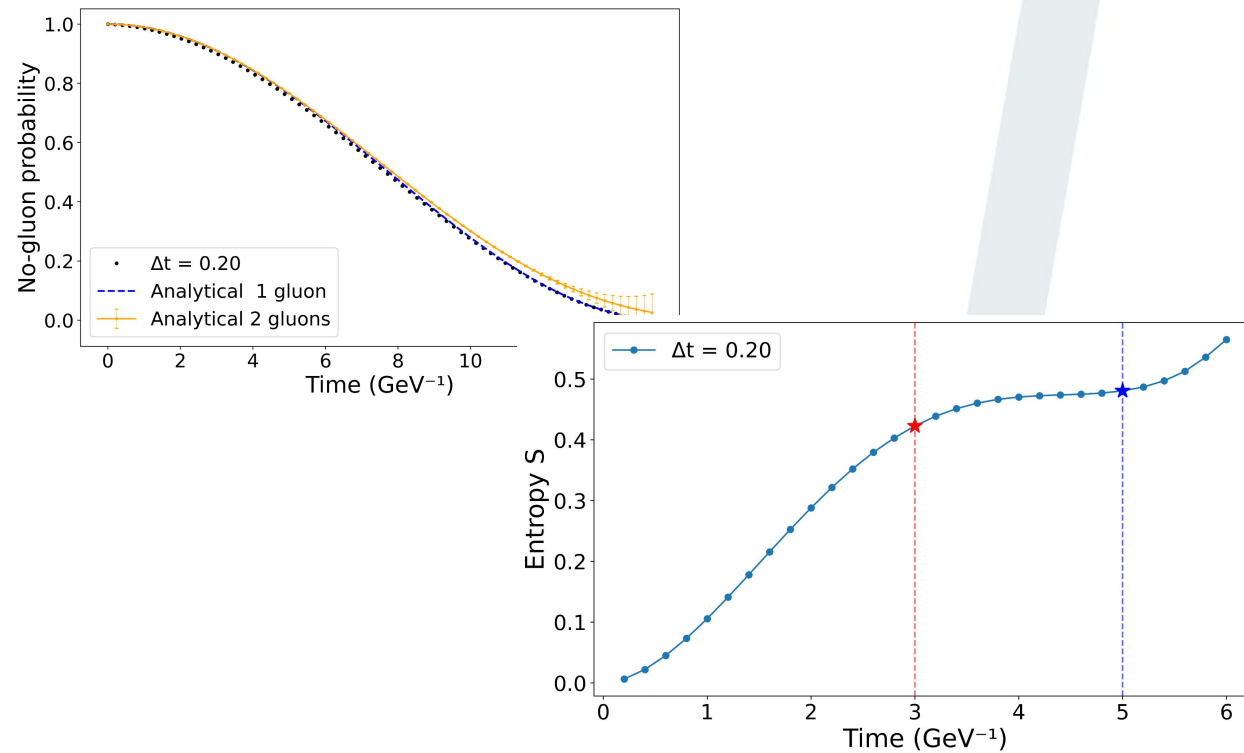 1.0
0.8
0.6
0.4
0.2
0.0
No-gluon probability
Δt = 0.20
Analytical 1 gluon
Analytical 2 gluons
0 2 4 6 8 10
Time (GeV⁻¹)
Δt = 0.20
0.5
0.4
0.3
0.2
0.1
0.0
Entropy S
0 1 2 3 4 5 6
Time (GeV⁻¹)